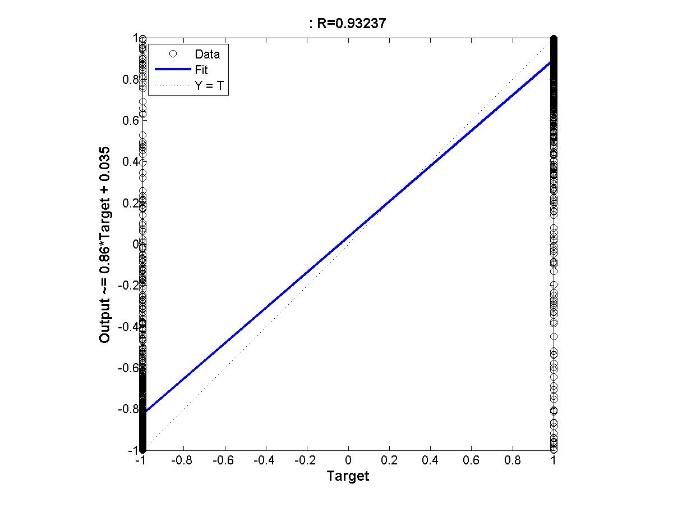 : R=0.93237
Data
Fit
Y = T
Output ~= 0.86*Target + 0.035
1
0.8
0.6
0.4
0.2
0
-0.2
-0.4
-0.6
-0.8
-1
-1 -0.8 -0.6 -0.4 -0.2 0 0.2 0.4 0.6 0.8 1
Target